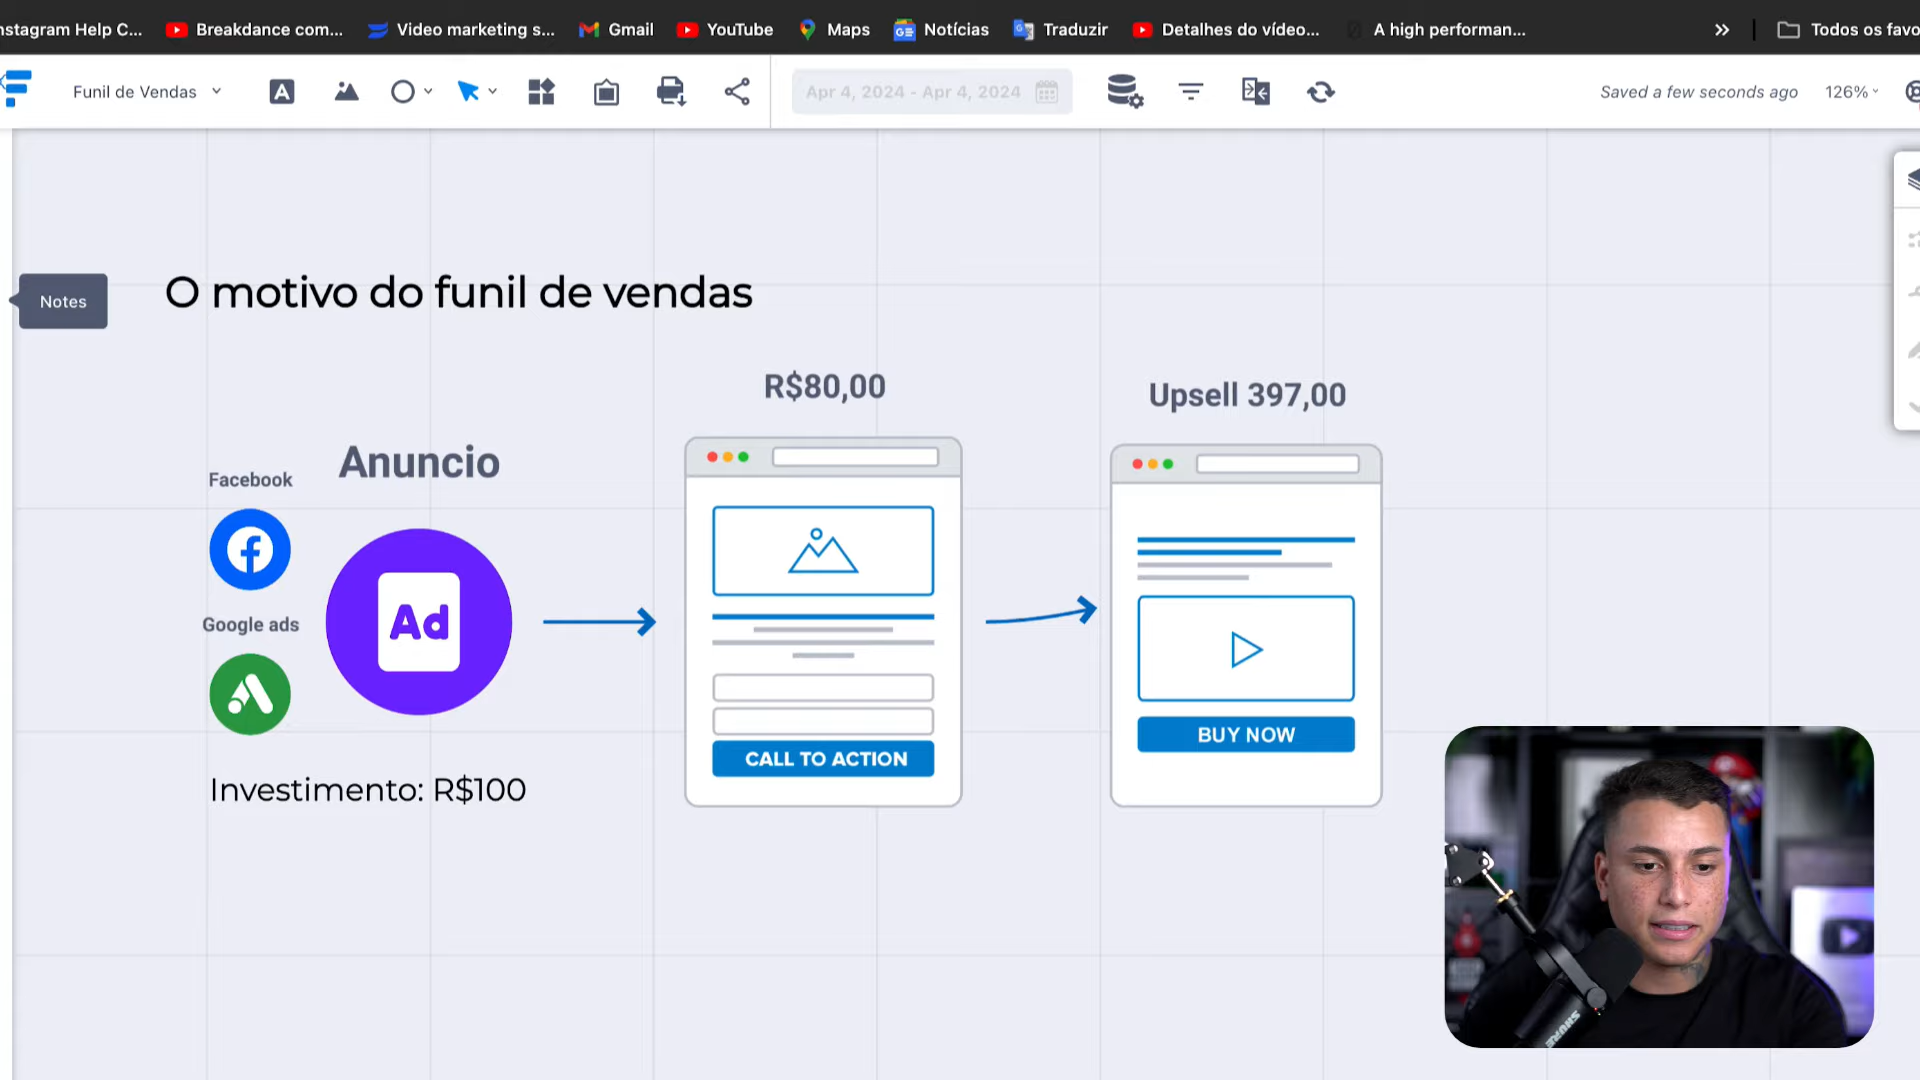 nstagram Help C...
Breakdance com...
Video marketing s...
Gmail
YouTube
Maps
Notícias
Traduzir
Detalhes do vídeo...
A high performan...
Todos os favo
Funil de Vendas
A
Apr 4, 2024 - Apr 4, 2024
Saved a few seconds ago
126%
Notes
O motivo do funil de vendas
R$80,00
Upsell 397,00
Anuncio
Facebook
Google ads
Ad
CALL TO ACTION
BUY NOW
Investimento: R$100
SHURE